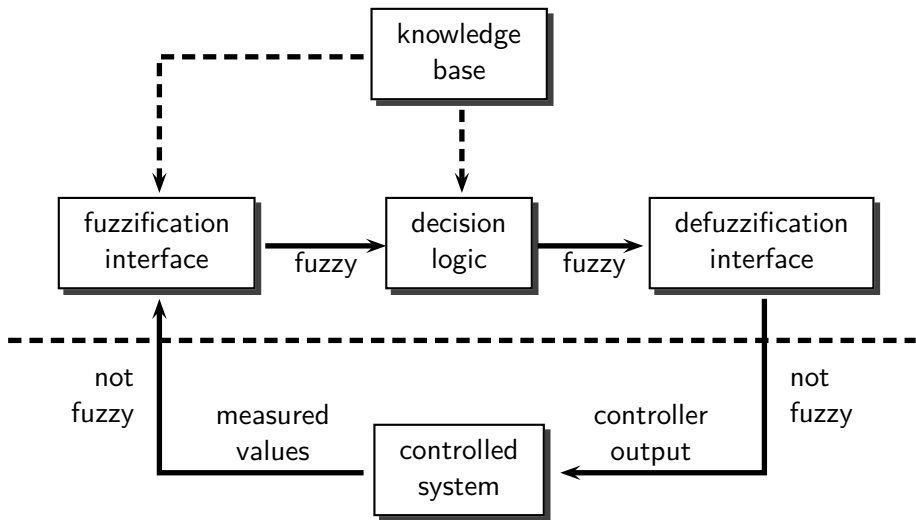 knowledge
base
fuzzification
interface
decision
logic
defuzzification
interface
fuzzy
fuzzy
not
fuzzy
measured
values
controlled
system
controller
output
not
fuzzy